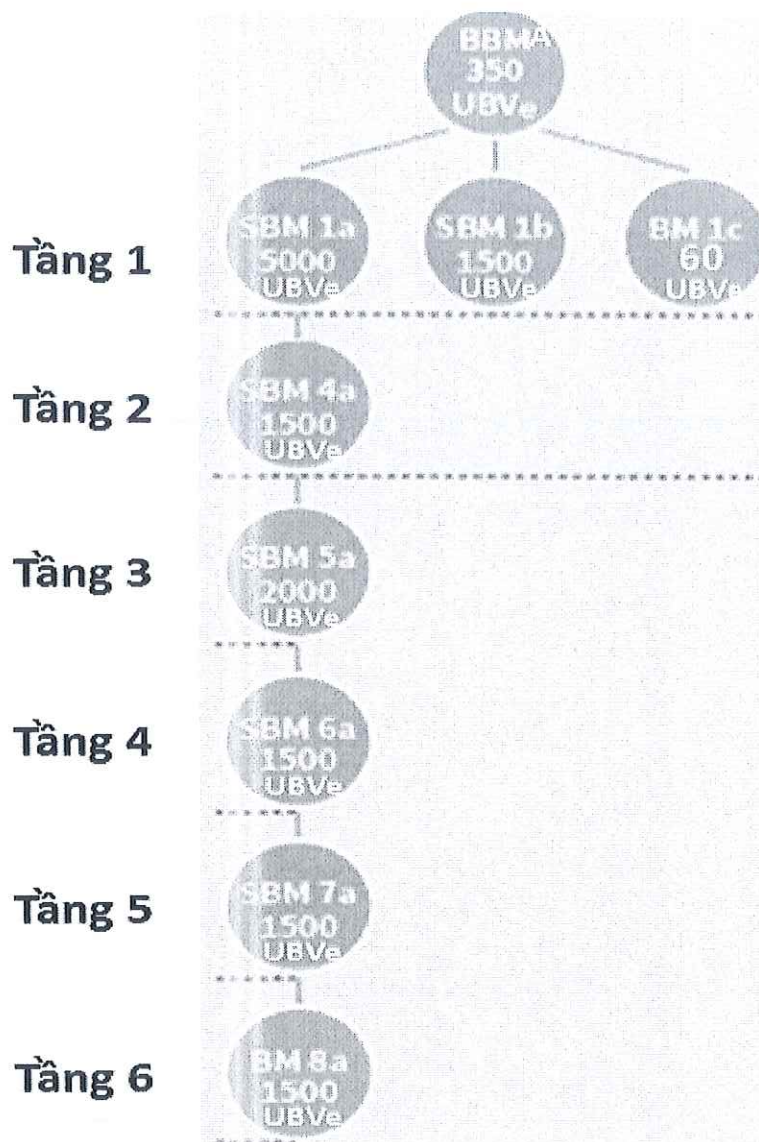 BBMA
350
UBVe
Tầng 1
SBM 1a
5000
UBVe
SBM 1b
1500
UBVe
BM 1c
60
UBVe
Tầng 2
SBM 4a
1500
UBVe
Tầng 3
SBM 5a
2000
UBVe
Tầng 4
SBM 6a
1500
UBVe
Tầng 5
SBM 7a
1500
UBVe
Tầng 6
BM 8a
1500
UBVe